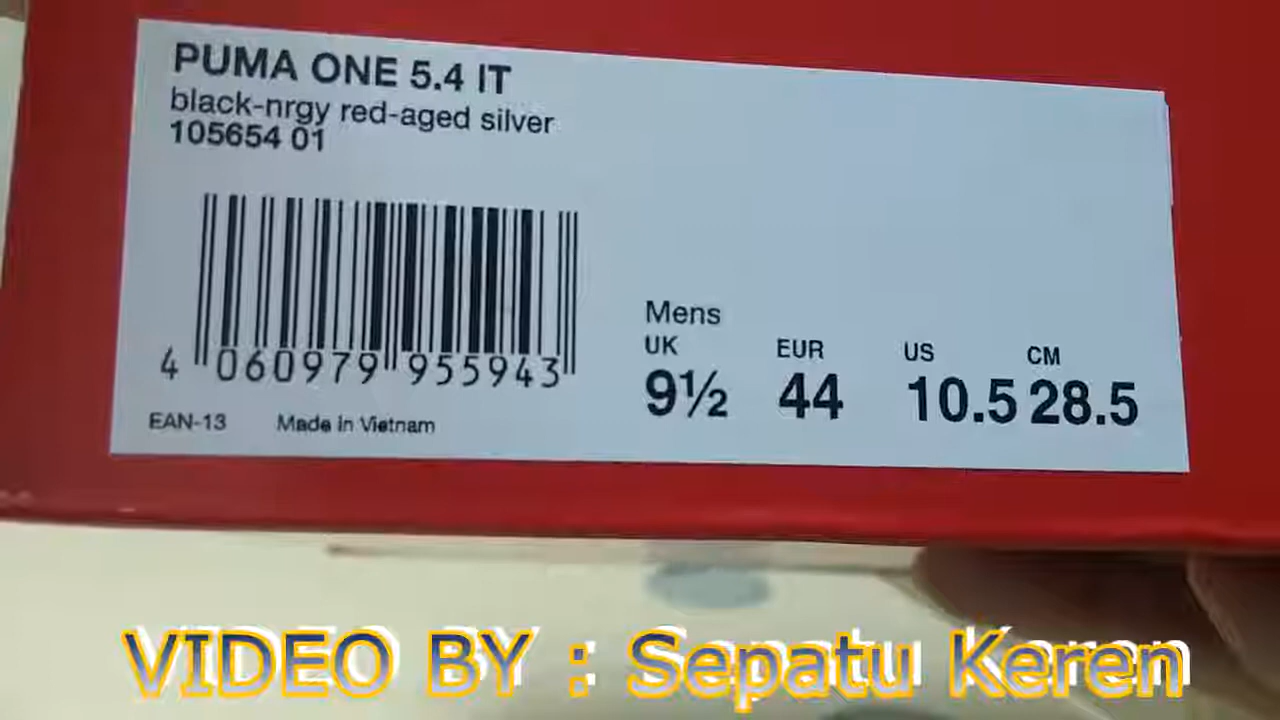 PUMA ONE 5.4 IT
black-nrgy red-aged silver
105654 01
4 060979 955943
EAN-13 Made in Vietnam
Mens
UK EUR US CM
9½ 44 10.5 28.5
VIDEO BY : Sepatu Keren